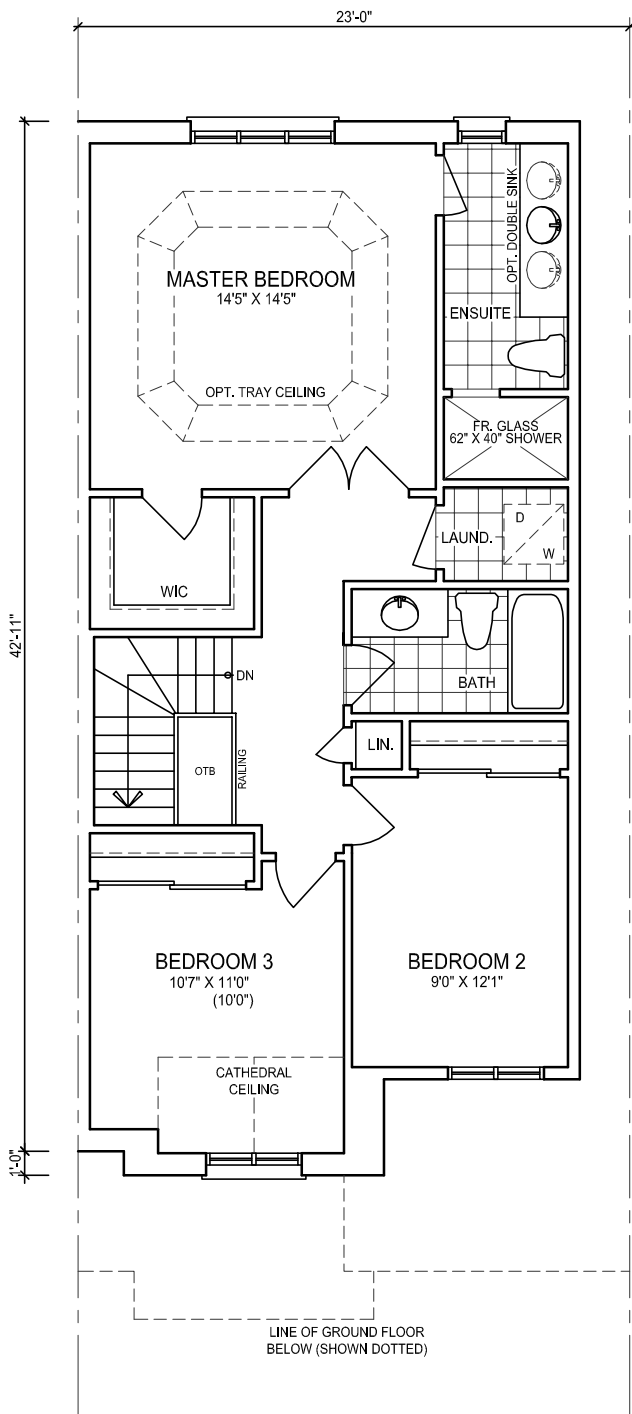 23'-0"
42'-11"
1'-0"
MASTER BEDROOM
14'5" X 14'5"
OPT. TRAY CEILING
OPT. DOUBLE SINK
ENSUITE
FR. GLASS
62" X 40" SHOWER
WIC
LAUND.
D
W
DN
BATH
OTB
RAILING
LIN.
BEDROOM 3
10'7" X 11'0"
(10'0")
BEDROOM 2
9'0" X 12'1"
CATHEDRAL
CEILING
LINE OF GROUND FLOOR
BELOW (SHOWN DOTTED)